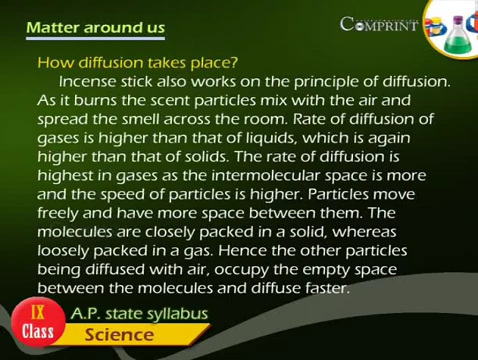 Matter around us
COMPRINT
How diffusion takes place?
Incense stick also works on the principle of diffusion.
As it burns the scent particles mix with the air and
spread the smell across the room. Rate of diffusion of
gases is higher than that of liquids, which is again
higher than that of solids. The rate of diffusion is
highest in gases as the intermolecular space is more
and the speed of particles is higher. Particles move
freely and have more space between them. The
molecules are closely packed in a solid, whereas
loosely packed in a gas. Hence the other particles
being diffused with air, occupy the empty space
between the molecules and diffuse faster.
IX
Class
A.P. state syllabus
Science